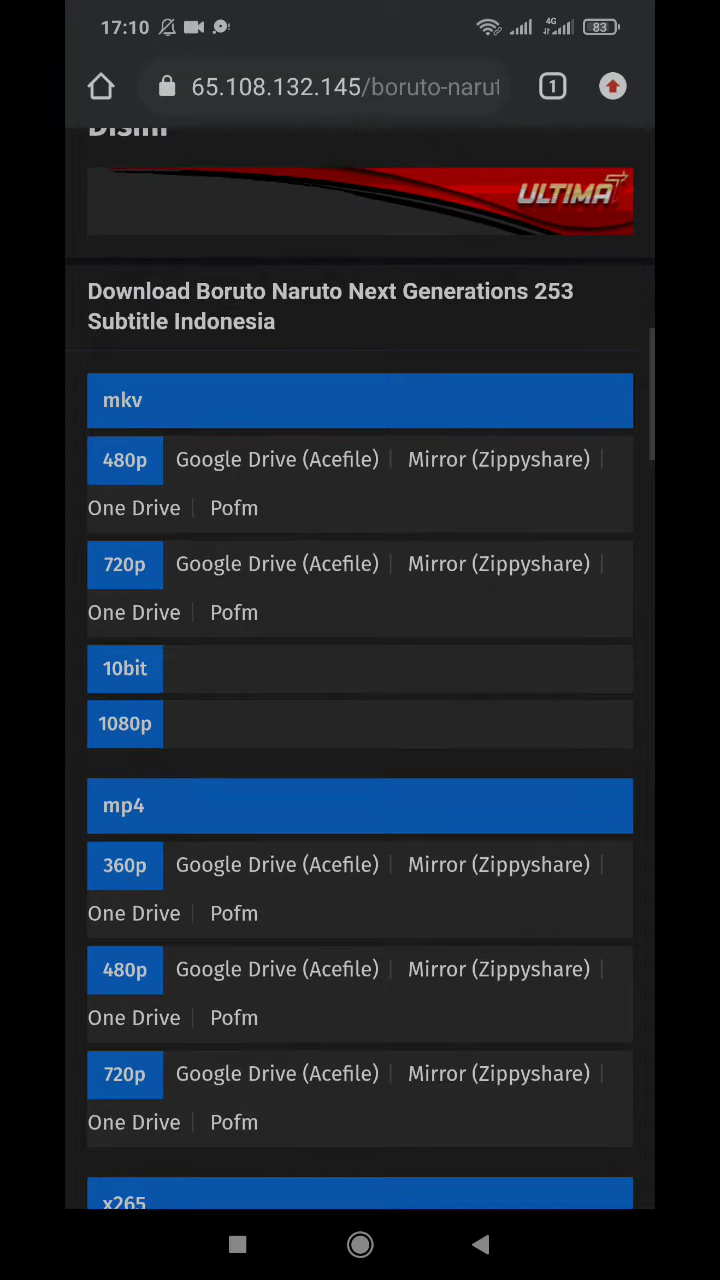 17:10 4G 83
65.108.132.145/boruto-narut 1
Disini
ULTIMA
Download Boruto Naruto Next Generations 253
Subtitle Indonesia
mkv
480p Google Drive (Acefile) Mirror (Zippyshare)
One Drive Pofm
720p Google Drive (Acefile) Mirror (Zippyshare)
One Drive Pofm
10bit
1080p
mp4
360p Google Drive (Acefile) Mirror (Zippyshare)
One Drive Pofm
480p Google Drive (Acefile) Mirror (Zippyshare)
One Drive Pofm
720p Google Drive (Acefile) Mirror (Zippyshare)
One Drive Pofm
x265